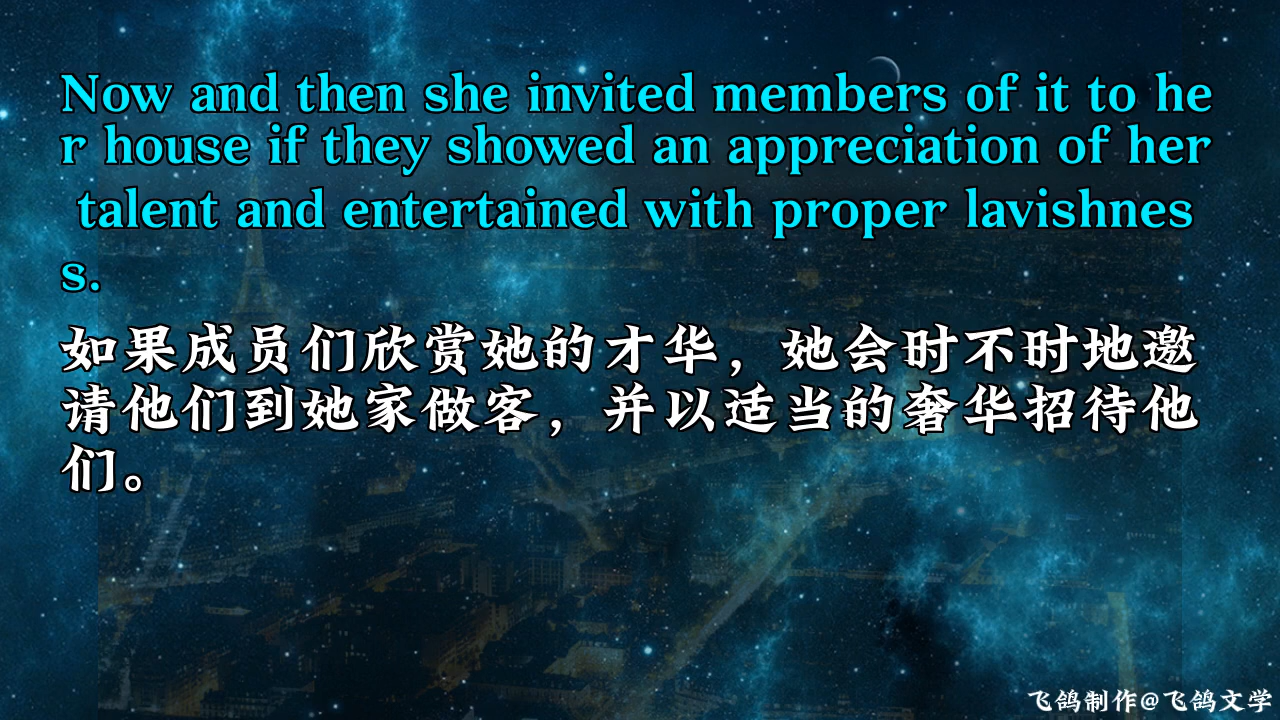 Now and then she invited members of it to he
r house if they showed an appreciation of her
talent and entertained with proper lavishnes
s.
如果成员们欣赏她的才华，她会时不时地邀
请他们到她家做客，并以适当的奢华招待他
们。
飞鸽制作@飞鸽文学